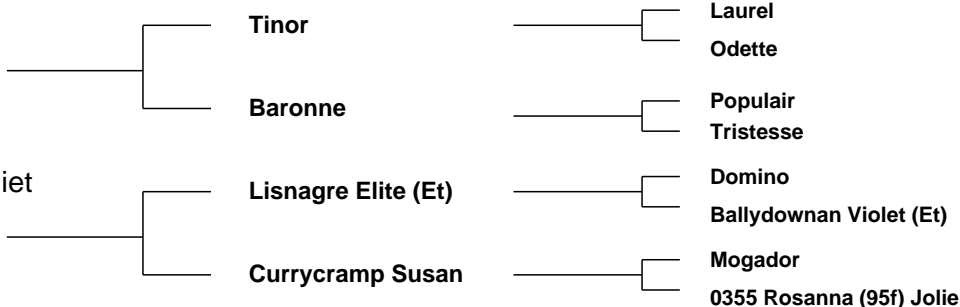 Laurel
Tinor
Odette
Populair
Baronne
Tristesse
iet
Domino
Lisnagre Elite (Et)
Ballydownan Violet (Et)
Mogador
Currycramp Susan
0355 Rosanna (95f) Jolie